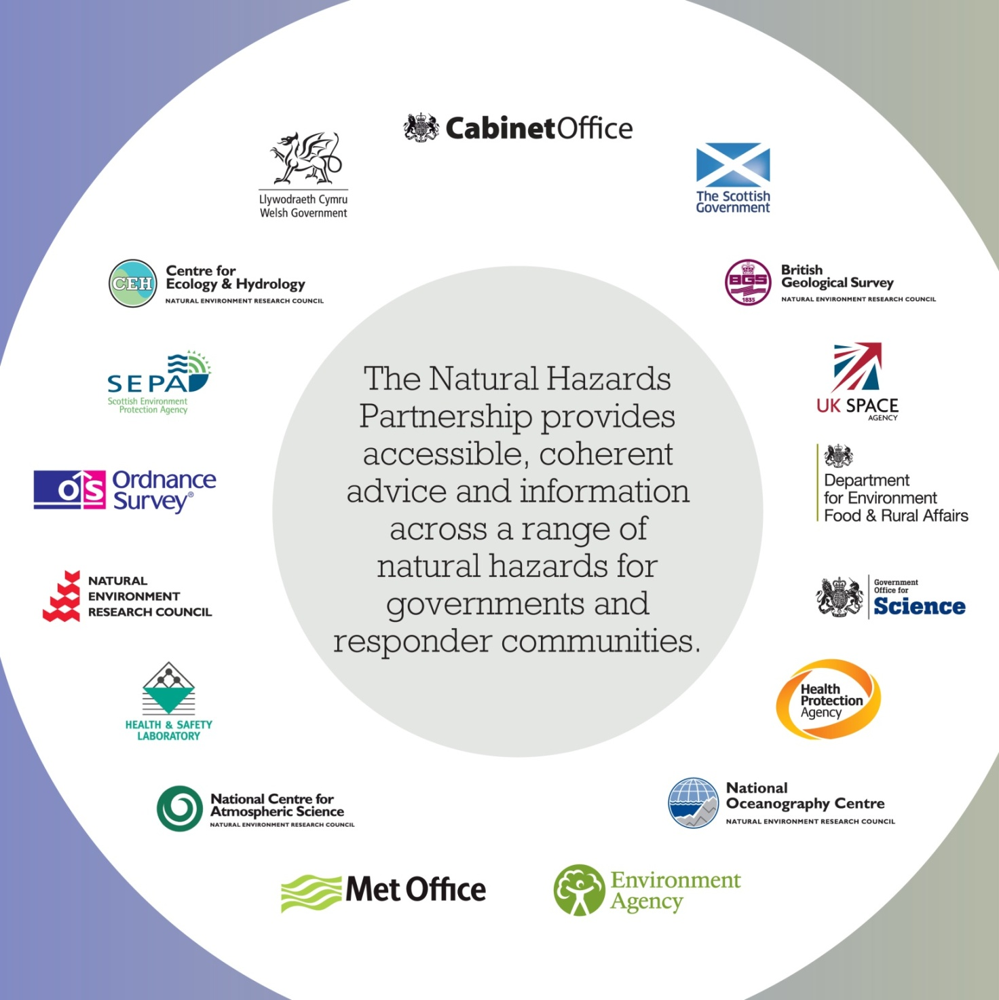 CabinetOffice
Llywodraeth Cymru
Welsh Government
The Scottish
Government
CEH
Centre for
Ecology & Hydrology
NATURAL ENVIRONMENT RESEARCH COUNCIL
BGS
1835
British
Geological Survey
NATURAL ENVIRONMENT RESEARCH COUNCIL
SEPA
Scottish Environment
Protection Agency
UK SPACE
AGENCY
The Natural Hazards
Partnership provides
accessible, coherent
advice and information
across a range of
natural hazards for
governments and
responder communities.
OS
Ordnance
Survey®
Department
for Environment
Food & Rural Affairs
NATURAL
ENVIRONMENT
RESEARCH COUNCIL
Government
Office for
Science
HEALTH & SAFETY
LABORATORY
Health
Protection
Agency
National Centre for
Atmospheric Science
NATURAL ENVIRONMENT RESEARCH COUNCIL
National
Oceanography Centre
NATURAL ENVIRONMENT RESEARCH COUNCIL
Met Office
Environment
Agency